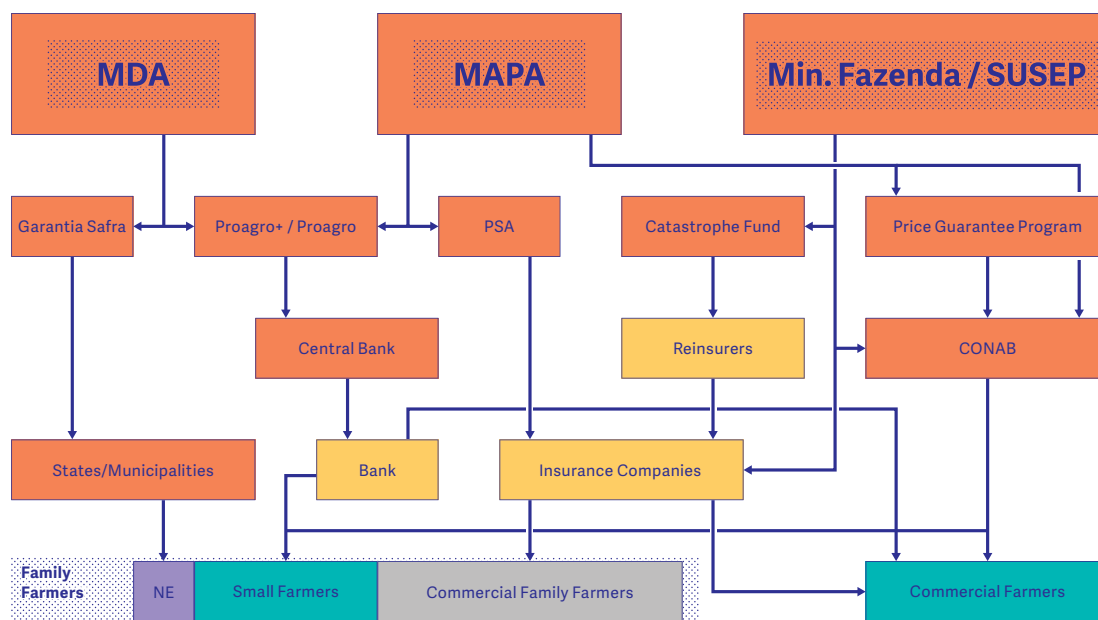 MDA
MAPA
Min. Fazenda / SUSEP
Garantia Safra
Proagro+ / Proagro
PSA
Catastrophe Fund
Price Guarantee Program
Central Bank
Reinsurers
CONAB
States/Municipalities
Bank
Insurance Companies
Family
Farmers
NE
Small Farmers
Commercial Family Farmers
Commercial Farmers